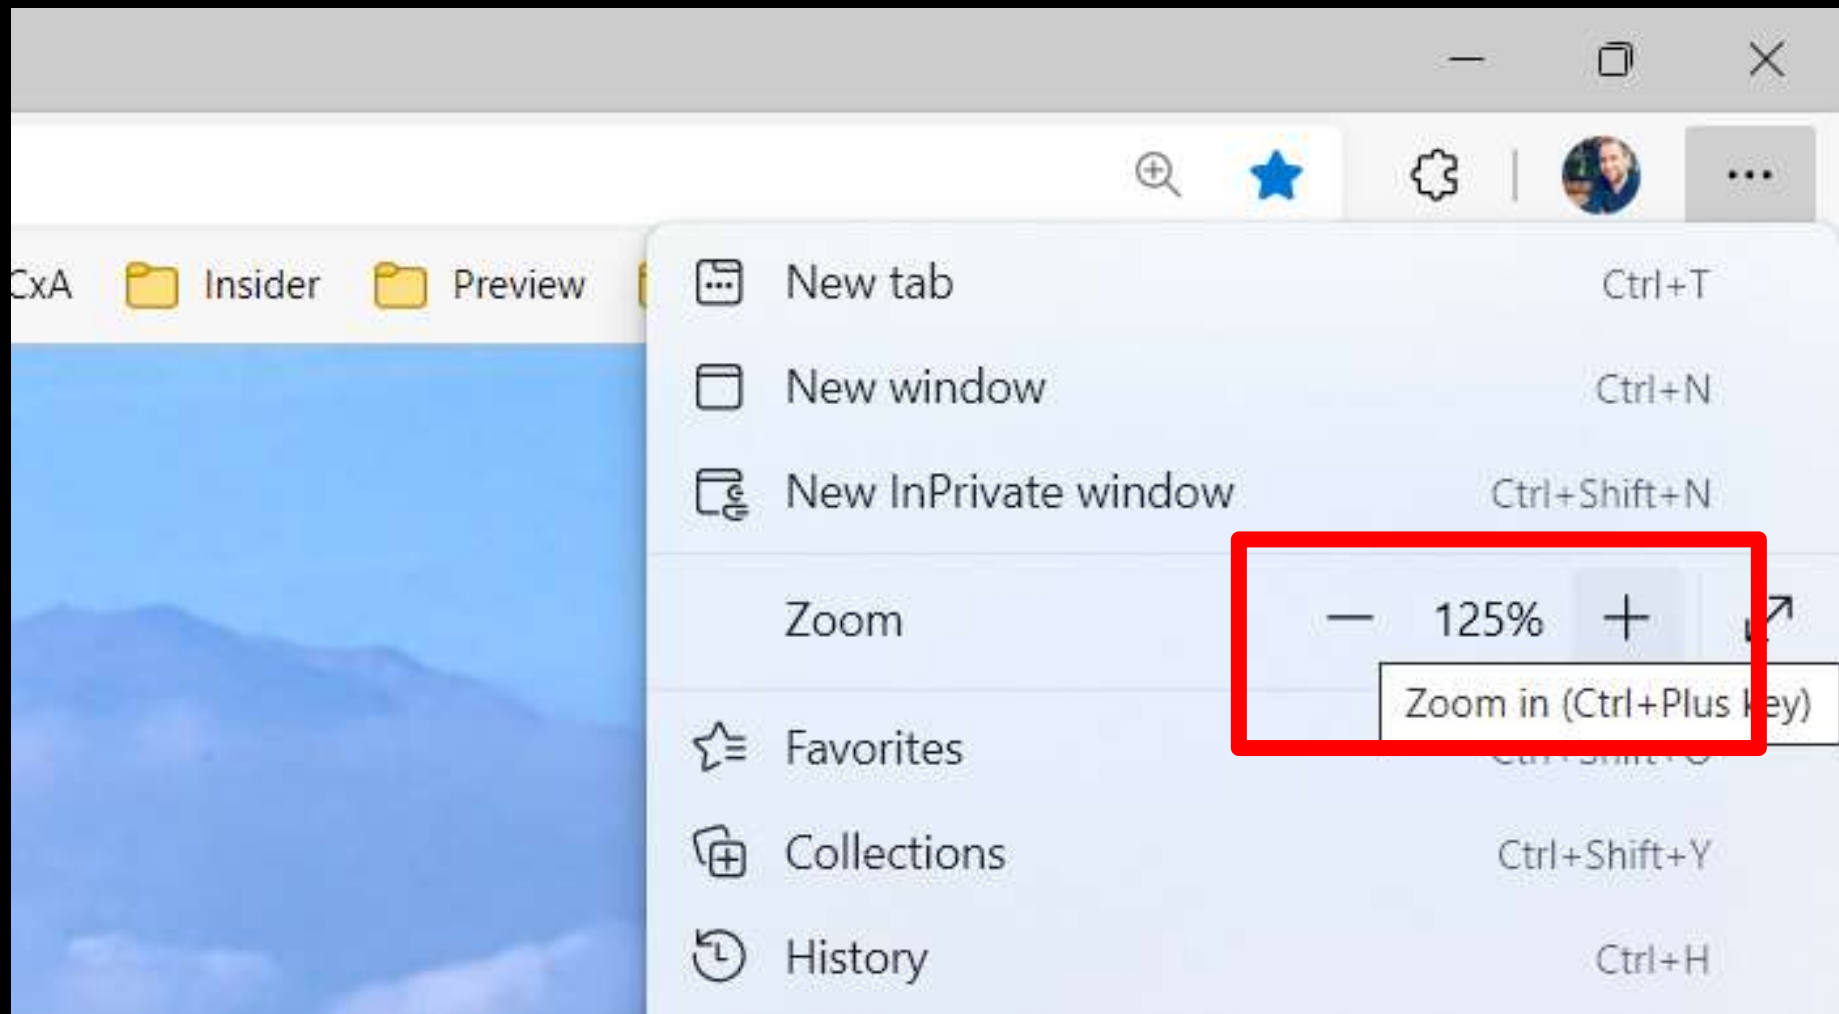 CxA Insider Preview
New tab Ctrl+T
New window Ctrl+N
New InPrivate window Ctrl+Shift+N
Zoom 125%
Zoom in (Ctrl+Plus key)
Favorites
Collections Ctrl+Shift+Y
History Ctrl+H